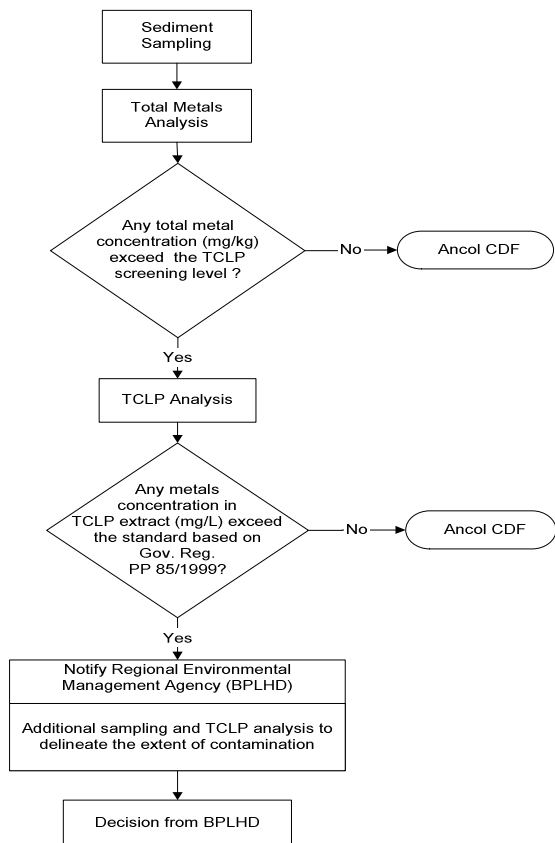 Sediment
Sampling
Total Metals
Analysis
Any total metal
concentration (mg/kg)
exceed the TCLP
screening level ?
No
Ancol CDF
Yes
TCLP Analysis
Any metals
concentration in
TCLP extract (mg/L) exceed
the standard based on
Gov. Reg.
PP 85/1999?
No
Ancol CDF
Yes
Notify Regional Environmental
Management Agency (BPLHD)
Additional sampling and TCLP analysis to
delineate the extent of contamination
Decision from BPLHD